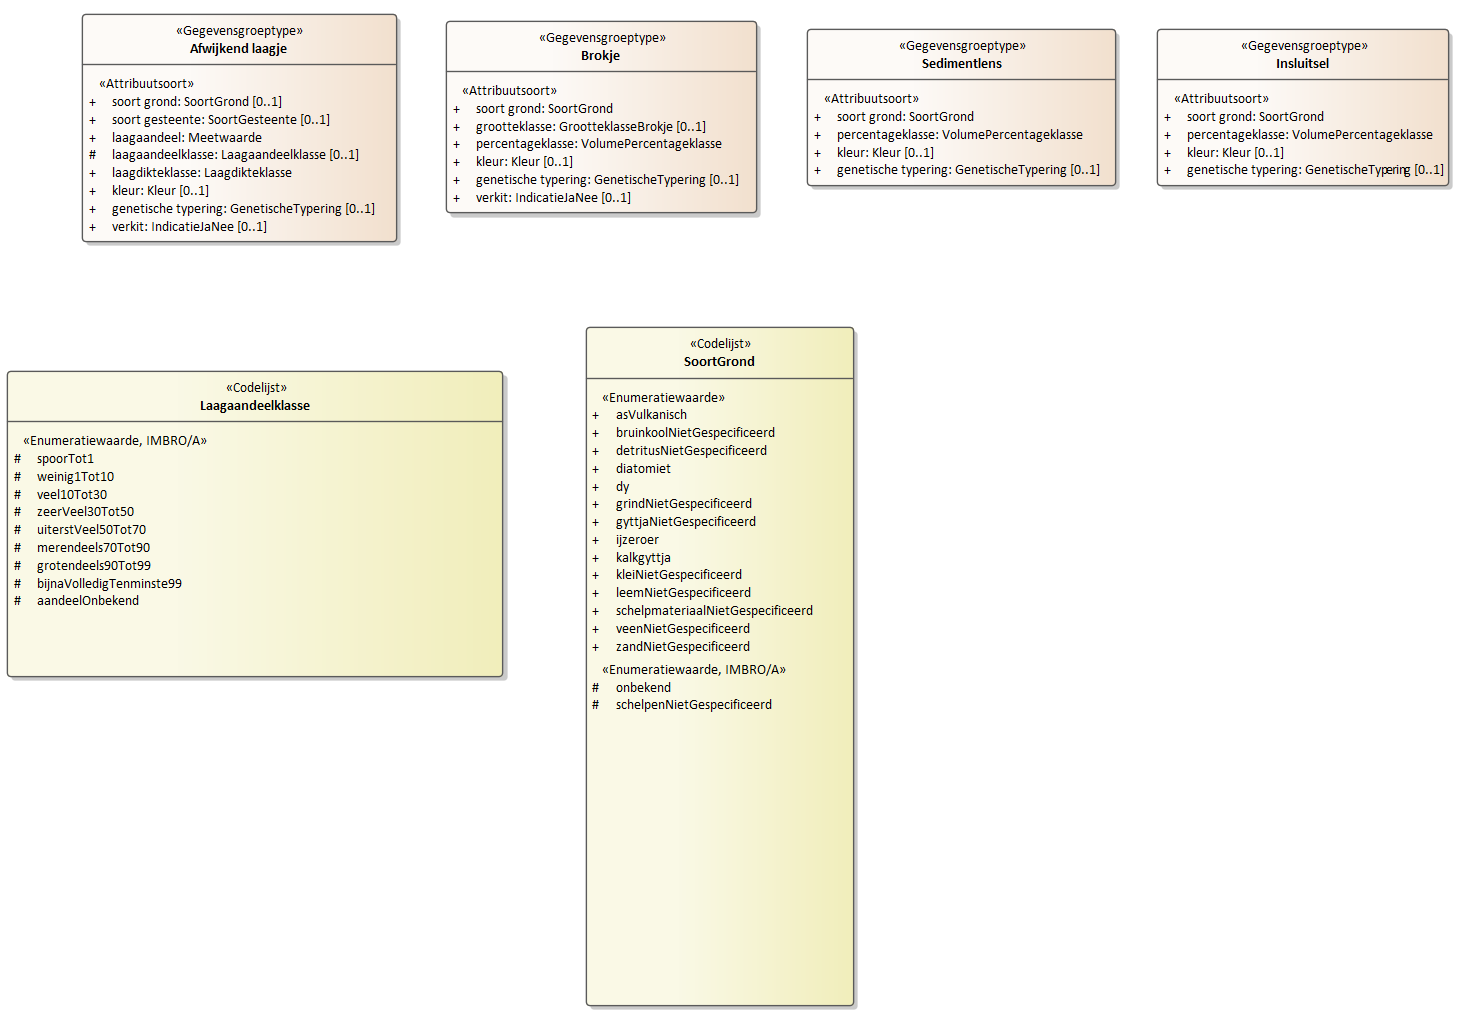 «Gegevensgroeptype»
Afwijkend laagje
«Attribuutsoort»
+ soort grond: SoortGrond [0..1]
+ soort gesteente: SoortGesteente [0..1]
+ laagaandeel: Meetwaarde
# laagaandeelklasse: Laagaandeelklasse [0..1]
+ laagdikteklasse: Laagdikteklasse
+ kleur: Kleur [0..1]
+ genetische typering: GenetischeTypering [0..1]
+ verkit: IndicatieJaNee [0..1]
«Gegevensgroeptype»
Brokje
«Attribuutsoort»
+ soort grond: SoortGrond
+ grootteklasse: GrootteklasseBrokje [0..1]
+ percentageklasse: VolumePercentageklasse
+ kleur: Kleur [0..1]
+ genetische typering: GenetischeTypering [0..1]
+ verkit: IndicatieJaNee [0..1]
«Gegevensgroeptype»
Sedimentlens
«Attribuutsoort»
+ soort grond: SoortGrond
+ percentageklasse: VolumePercentageklasse
+ kleur: Kleur [0..1]
+ genetische typering: GenetischeTypering [0..1]
«Gegevensgroeptype»
Insluitsel
«Attribuutsoort»
+ soort grond: SoortGrond
+ percentageklasse: VolumePercentageklasse
+ kleur: Kleur [0..1]
+ genetische typering: GenetischeTypering [0..1]
«Codelijst»
Laagaandeelklasse
«Enumeratiewaarde, IMBRO/A»
# spoorTot1
# weinig1Tot10
# veel10Tot30
# zeerVeel30Tot50
# uiterstVeel50Tot70
# merendeels70Tot90
# grotendeels90Tot99
# bijnaVolledigTenminste99
# aandeelOnbekend
«Codelijst»
SoortGrond
«Enumeratiewaarde»
+ asVulkanisch
+ bruinkoolNietGespecificeerd
+ detritusNietGespecificeerd
+ diatomiet
+ dy
+ grindNietGespecificeerd
+ gyttjaNietGespecificeerd
+ ijzeroer
+ kalkgyttja
+ kleiNietGespecificeerd
+ leemNietGespecificeerd
+ schelpmateriaalNietGespecificeerd
+ veenNietGespecificeerd
+ zandNietGespecificeerd
«Enumeratiewaarde, IMBRO/A»
# onbekend
# schelpenNietGespecificeerd